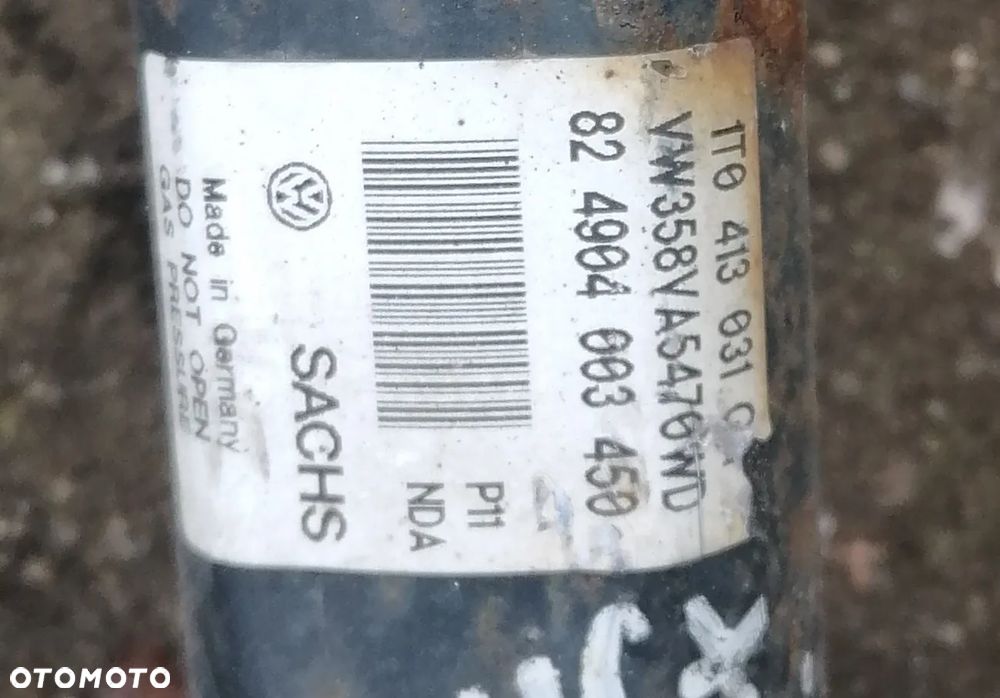 1T0 413 031
VW358VA5476WD
82 4904 003 450
P11
NDA
SACHS
Made in Germany
DO NOT OPEN
GAS PRESSURE
OTOMOTO